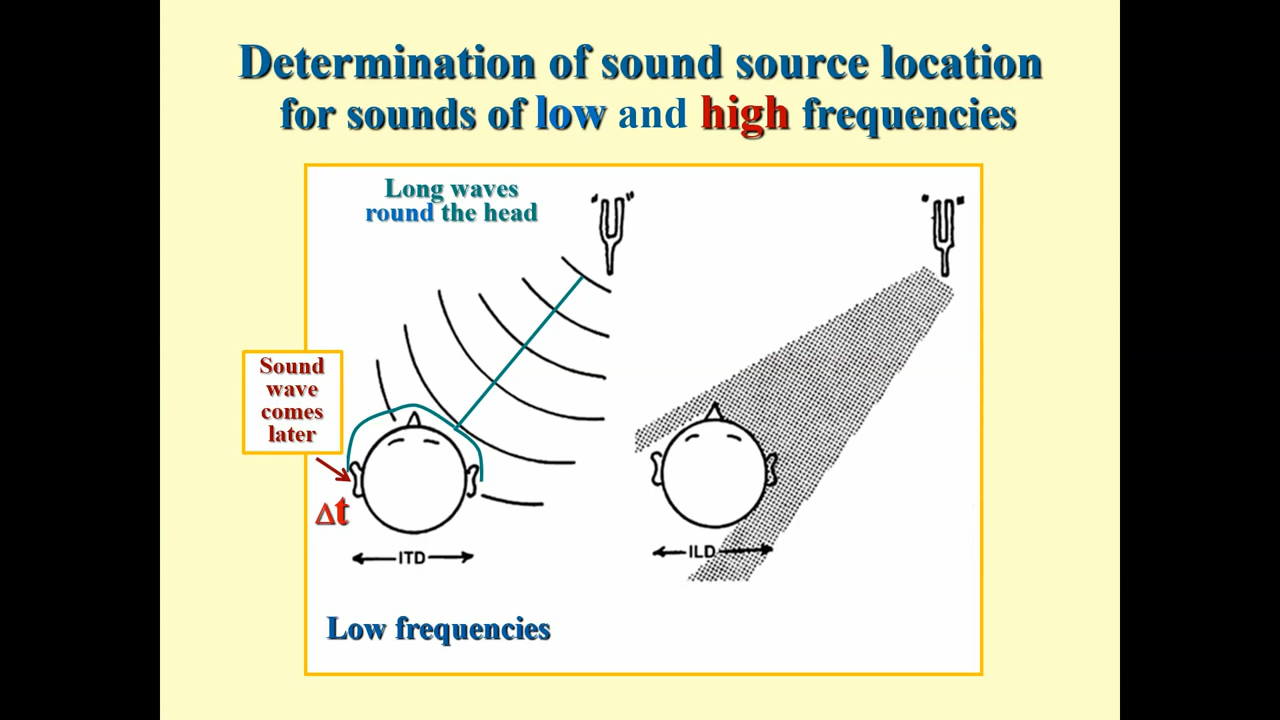 Determination of sound source location
for sounds of low and high frequencies
Long waves
round the head
Sound
wave
comes
later
Δt
ITD
ILD
Low frequencies